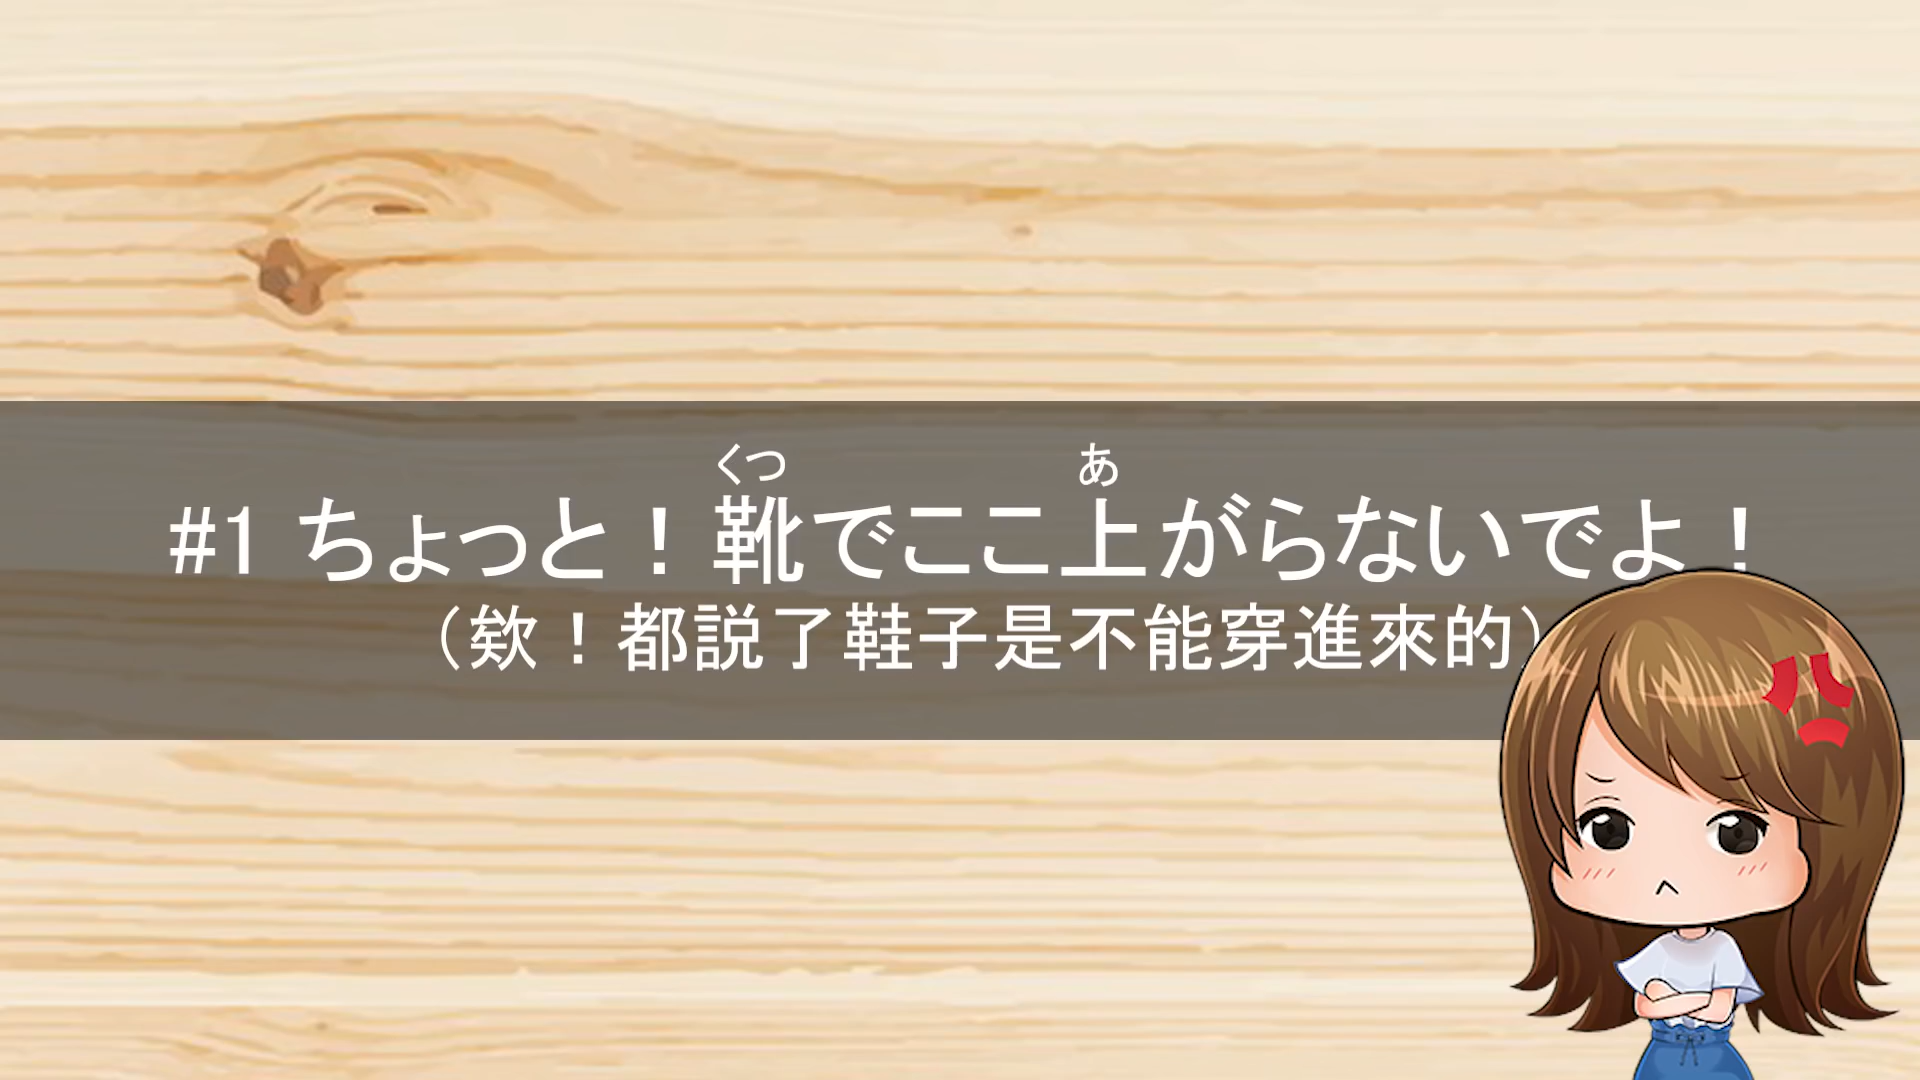 くつ あ
#1 ちょっと！靴でここ上がらないでよ！
（欸！都説了鞋子是不能穿進來的）